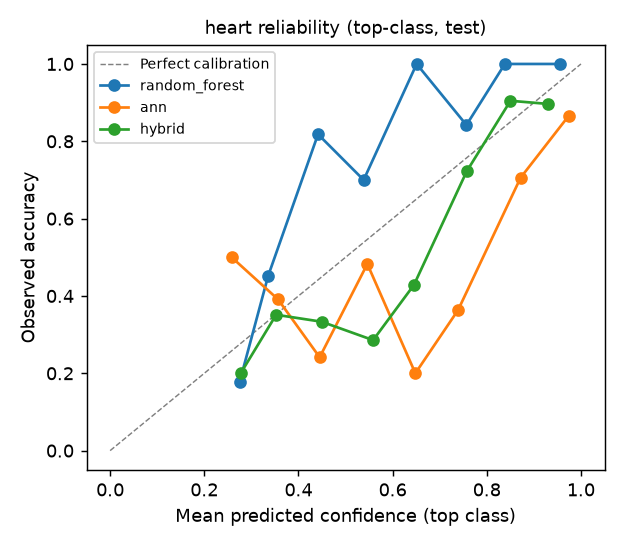 heart reliability (top-class, test)
Perfect calibration
random_forest
ann
hybrid
Observed accuracy
1.0
0.8
0.6
0.4
0.2
0.0
0.0 0.2 0.4 0.6 0.8 1.0
Mean predicted confidence (top class)